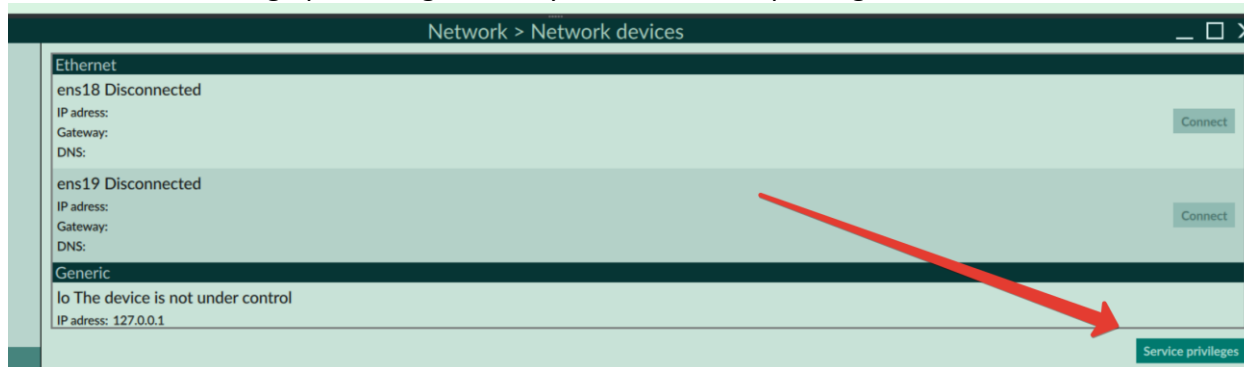 Network > Network devices
Ethernet
ens18 Disconnected
IP adress:
Gateway:
DNS:
Connect
ens19 Disconnected
IP adress:
Gateway:
DNS:
Connect
Generic
lo The device is not under control
IP adress: 127.0.0.1
Service privileges